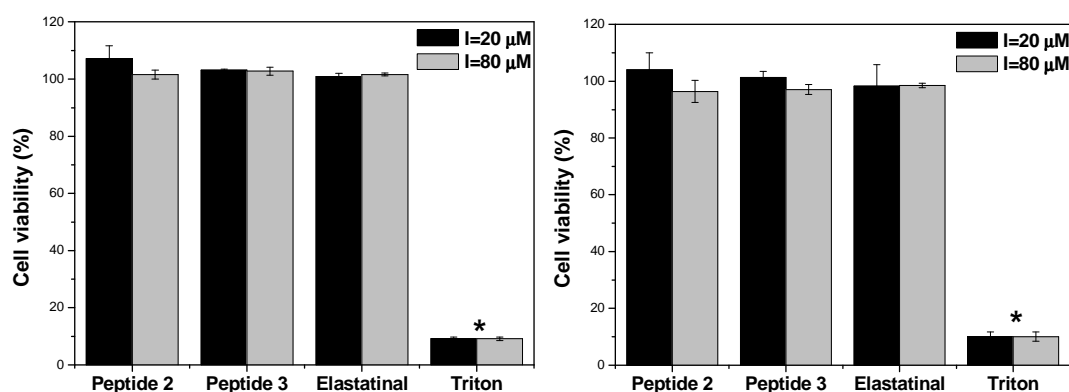 120
100
80
60
40
20
0
Cell viability (%)
I=20 μM
I=80 μM
*
Peptide 2 Peptide 3 Elastatinal Triton
120
100
80
60
40
20
0
Cell viability (%)
I=20 μM
I=80 μM
*
Peptide 2 Peptide 3 Elastatinal Triton